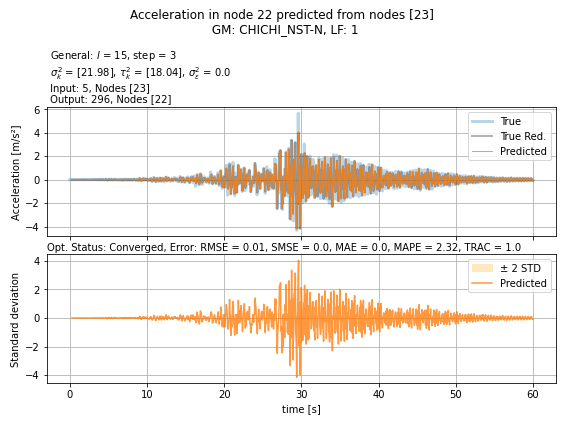 Acceleration in node 22 predicted from nodes [23]
GM: CHICHI_NST-N, LF: 1
General: l = 15, step = 3
σ²ₖ = [21.98], τ²ₖ = [18.04], σ²ε = 0.0
Input: 5, Nodes [23]
Output: 296, Nodes [22]
Acceleration [m/s²]
6
4
2
0
−2
−4
True
True Red.
Predicted
Opt. Status: Converged, Error: RMSE = 0.01, SMSE = 0.0, MAE = 0.0, MAPE = 2.32, TRAC = 1.0
Standard deviation
4
2
0
−2
−4
± 2 STD
Predicted
0 10 20 30 40 50 60
time [s]